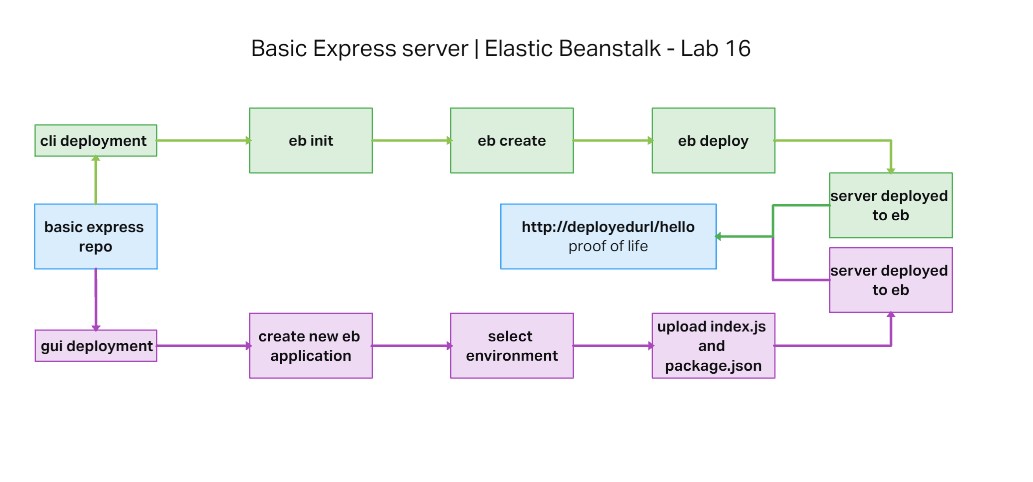 Basic Express server | Elastic Beanstalk - Lab 16
cli deployment
eb init
eb create
eb deploy
server deployed
to eb
basic express
repo
http://deployedurl/hello
proof of life
server deployed
to eb
gui deployment
create new eb
application
select
environment
upload index.js
and
package.json